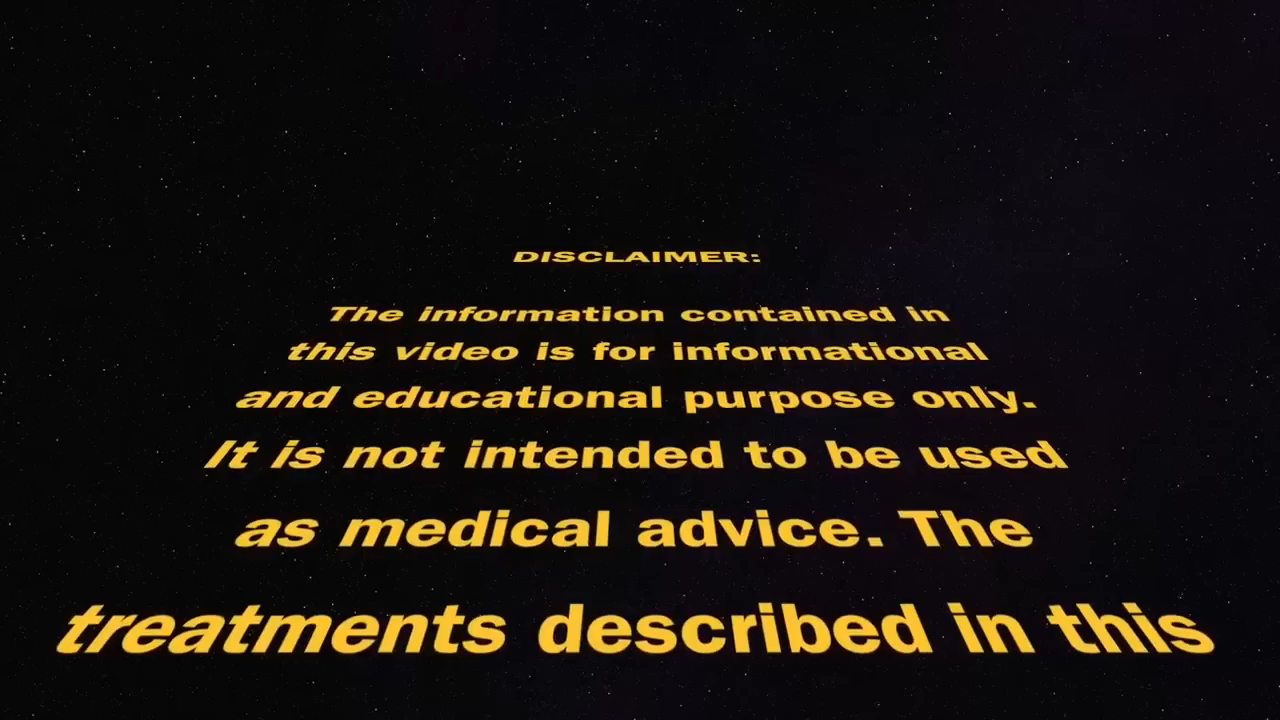 DISCLAIMER:
The information contained in
this video is for informational
and educational purpose only.
It is not intended to be used
as medical advice. The
treatments described in this